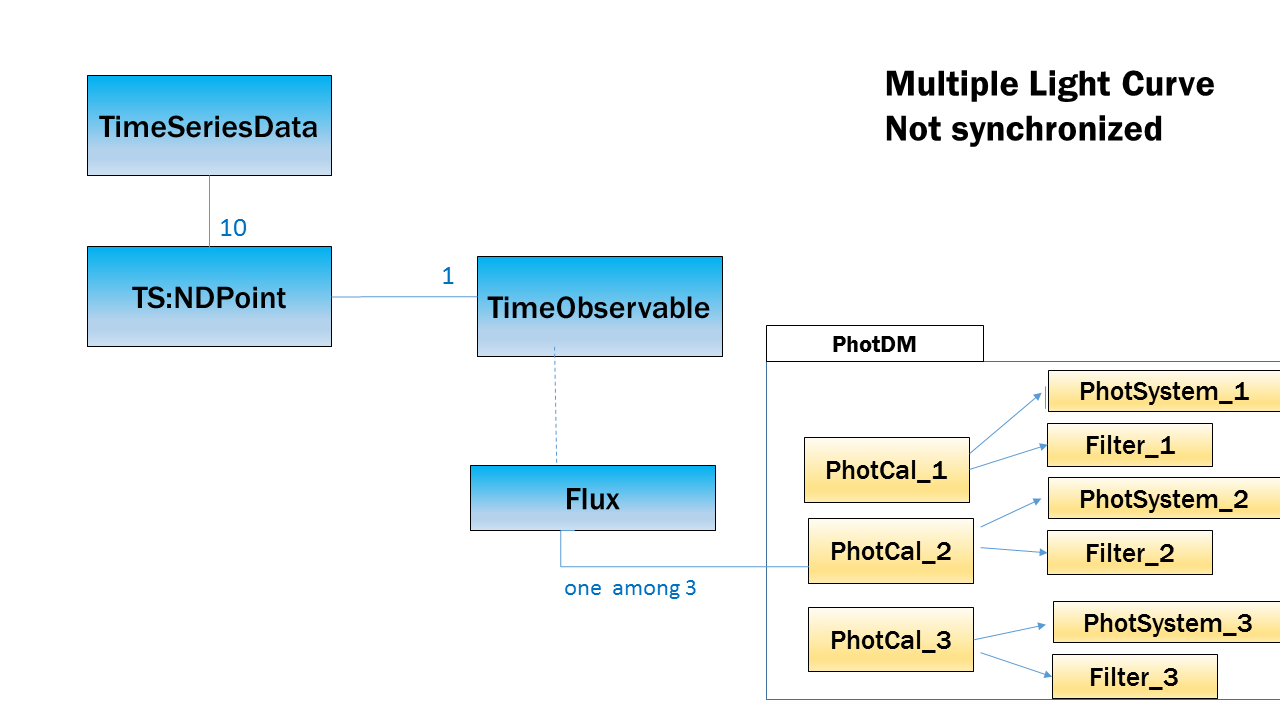 Multiple Light Curve
Not synchronized
TimeSeriesData
10
TS:NDPoint
1
TimeObservable
PhotDM
PhotSystem_1
Filter_1
PhotCal_1
PhotSystem_2
Flux
PhotCal_2
Filter_2
one among 3
PhotSystem_3
PhotCal_3
Filter_3